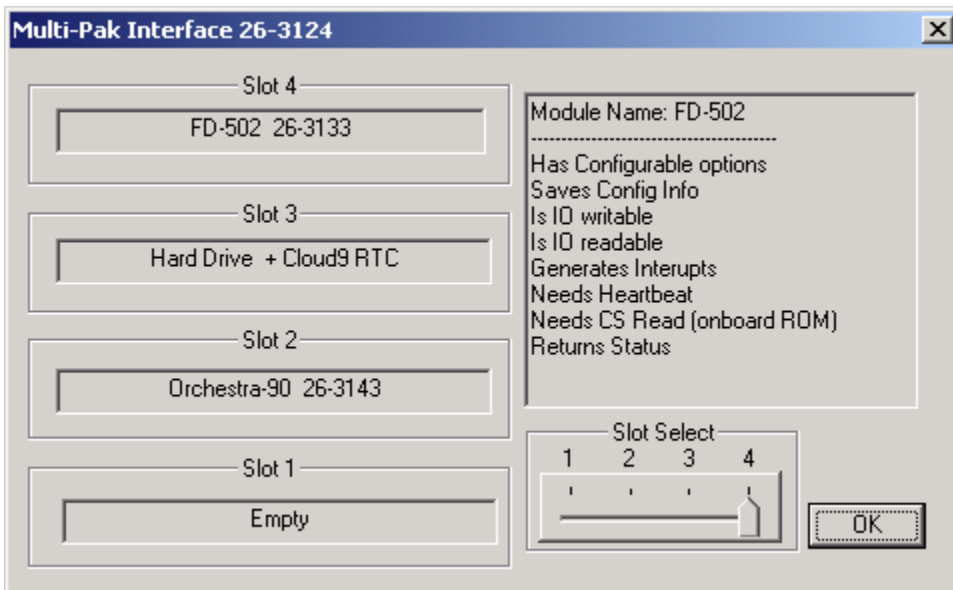 Multi-Pak Interface 26-3124
Slot 4
FD-502 26-3133
Slot 3
Hard Drive + Cloud9 RTC
Slot 2
Orchestra-90 26-3143
Slot 1
Empty
Module Name: FD-502
---------------------------------------
Has Configurable options
Saves Config Info
Is IO writable
Is IO readable
Generates Interupts
Needs Heartbeat
Needs CS Read (onboard ROM)
Returns Status
Slot Select
1 2 3 4
OK